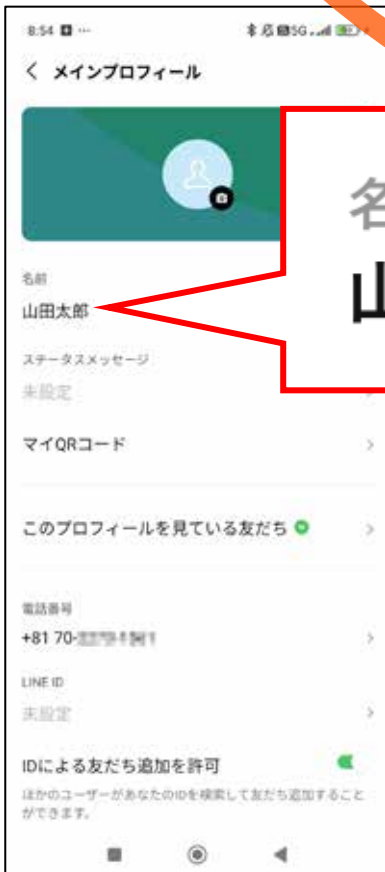 8:54
5G
メインプロフィール
名前
山田太郎
ステータスメッセージ
未設定
マイQRコード
このプロフィールを見ている友だち
電話番号
+81 70-
LINE ID
未設定
IDによる友だち追加を許可
ほかのユーザーがあなたのIDを検索して友だち追加すること
ができます。
名
山